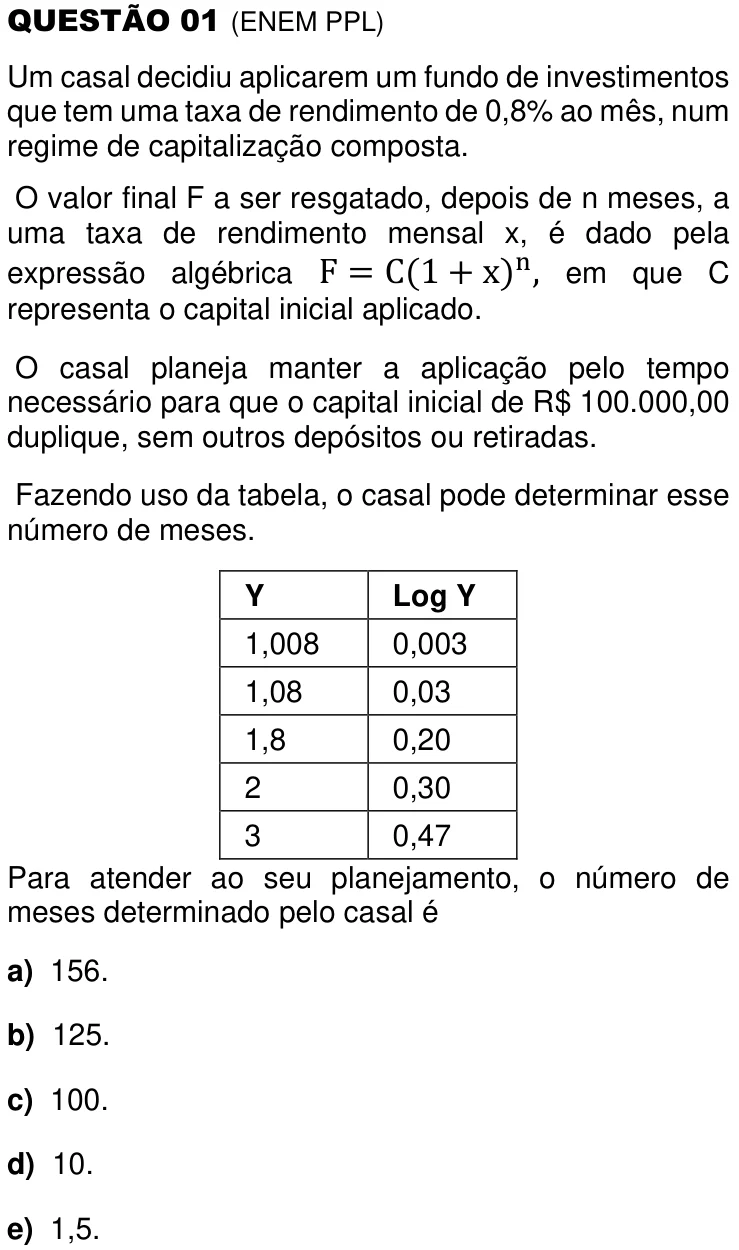 QUESTÃO 01 (ENEM PPL)
Um casal decidiu aplicarem um fundo de investimentos
que tem uma taxa de rendimento de 0,8% ao mês, num
regime de capitalização composta.
O valor final F a ser resgatado, depois de n meses, a
uma taxa de rendimento mensal x, é dado pela
expressão algébrica F = C(1 + x)ⁿ, em que C
representa o capital inicial aplicado.
O casal planeja manter a aplicação pelo tempo
necessário para que o capital inicial de R$ 100.000,00
duplique, sem outros depósitos ou retiradas.
Fazendo uso da tabela, o casal pode determinar esse
número de meses.
Y Log Y
1,008 0,003
1,08 0,03
1,8 0,20
2 0,30
3 0,47
Para atender ao seu planejamento, o número de
meses determinado pelo casal é
a) 156.
b) 125.
c) 100.
d) 10.
e) 1,5.